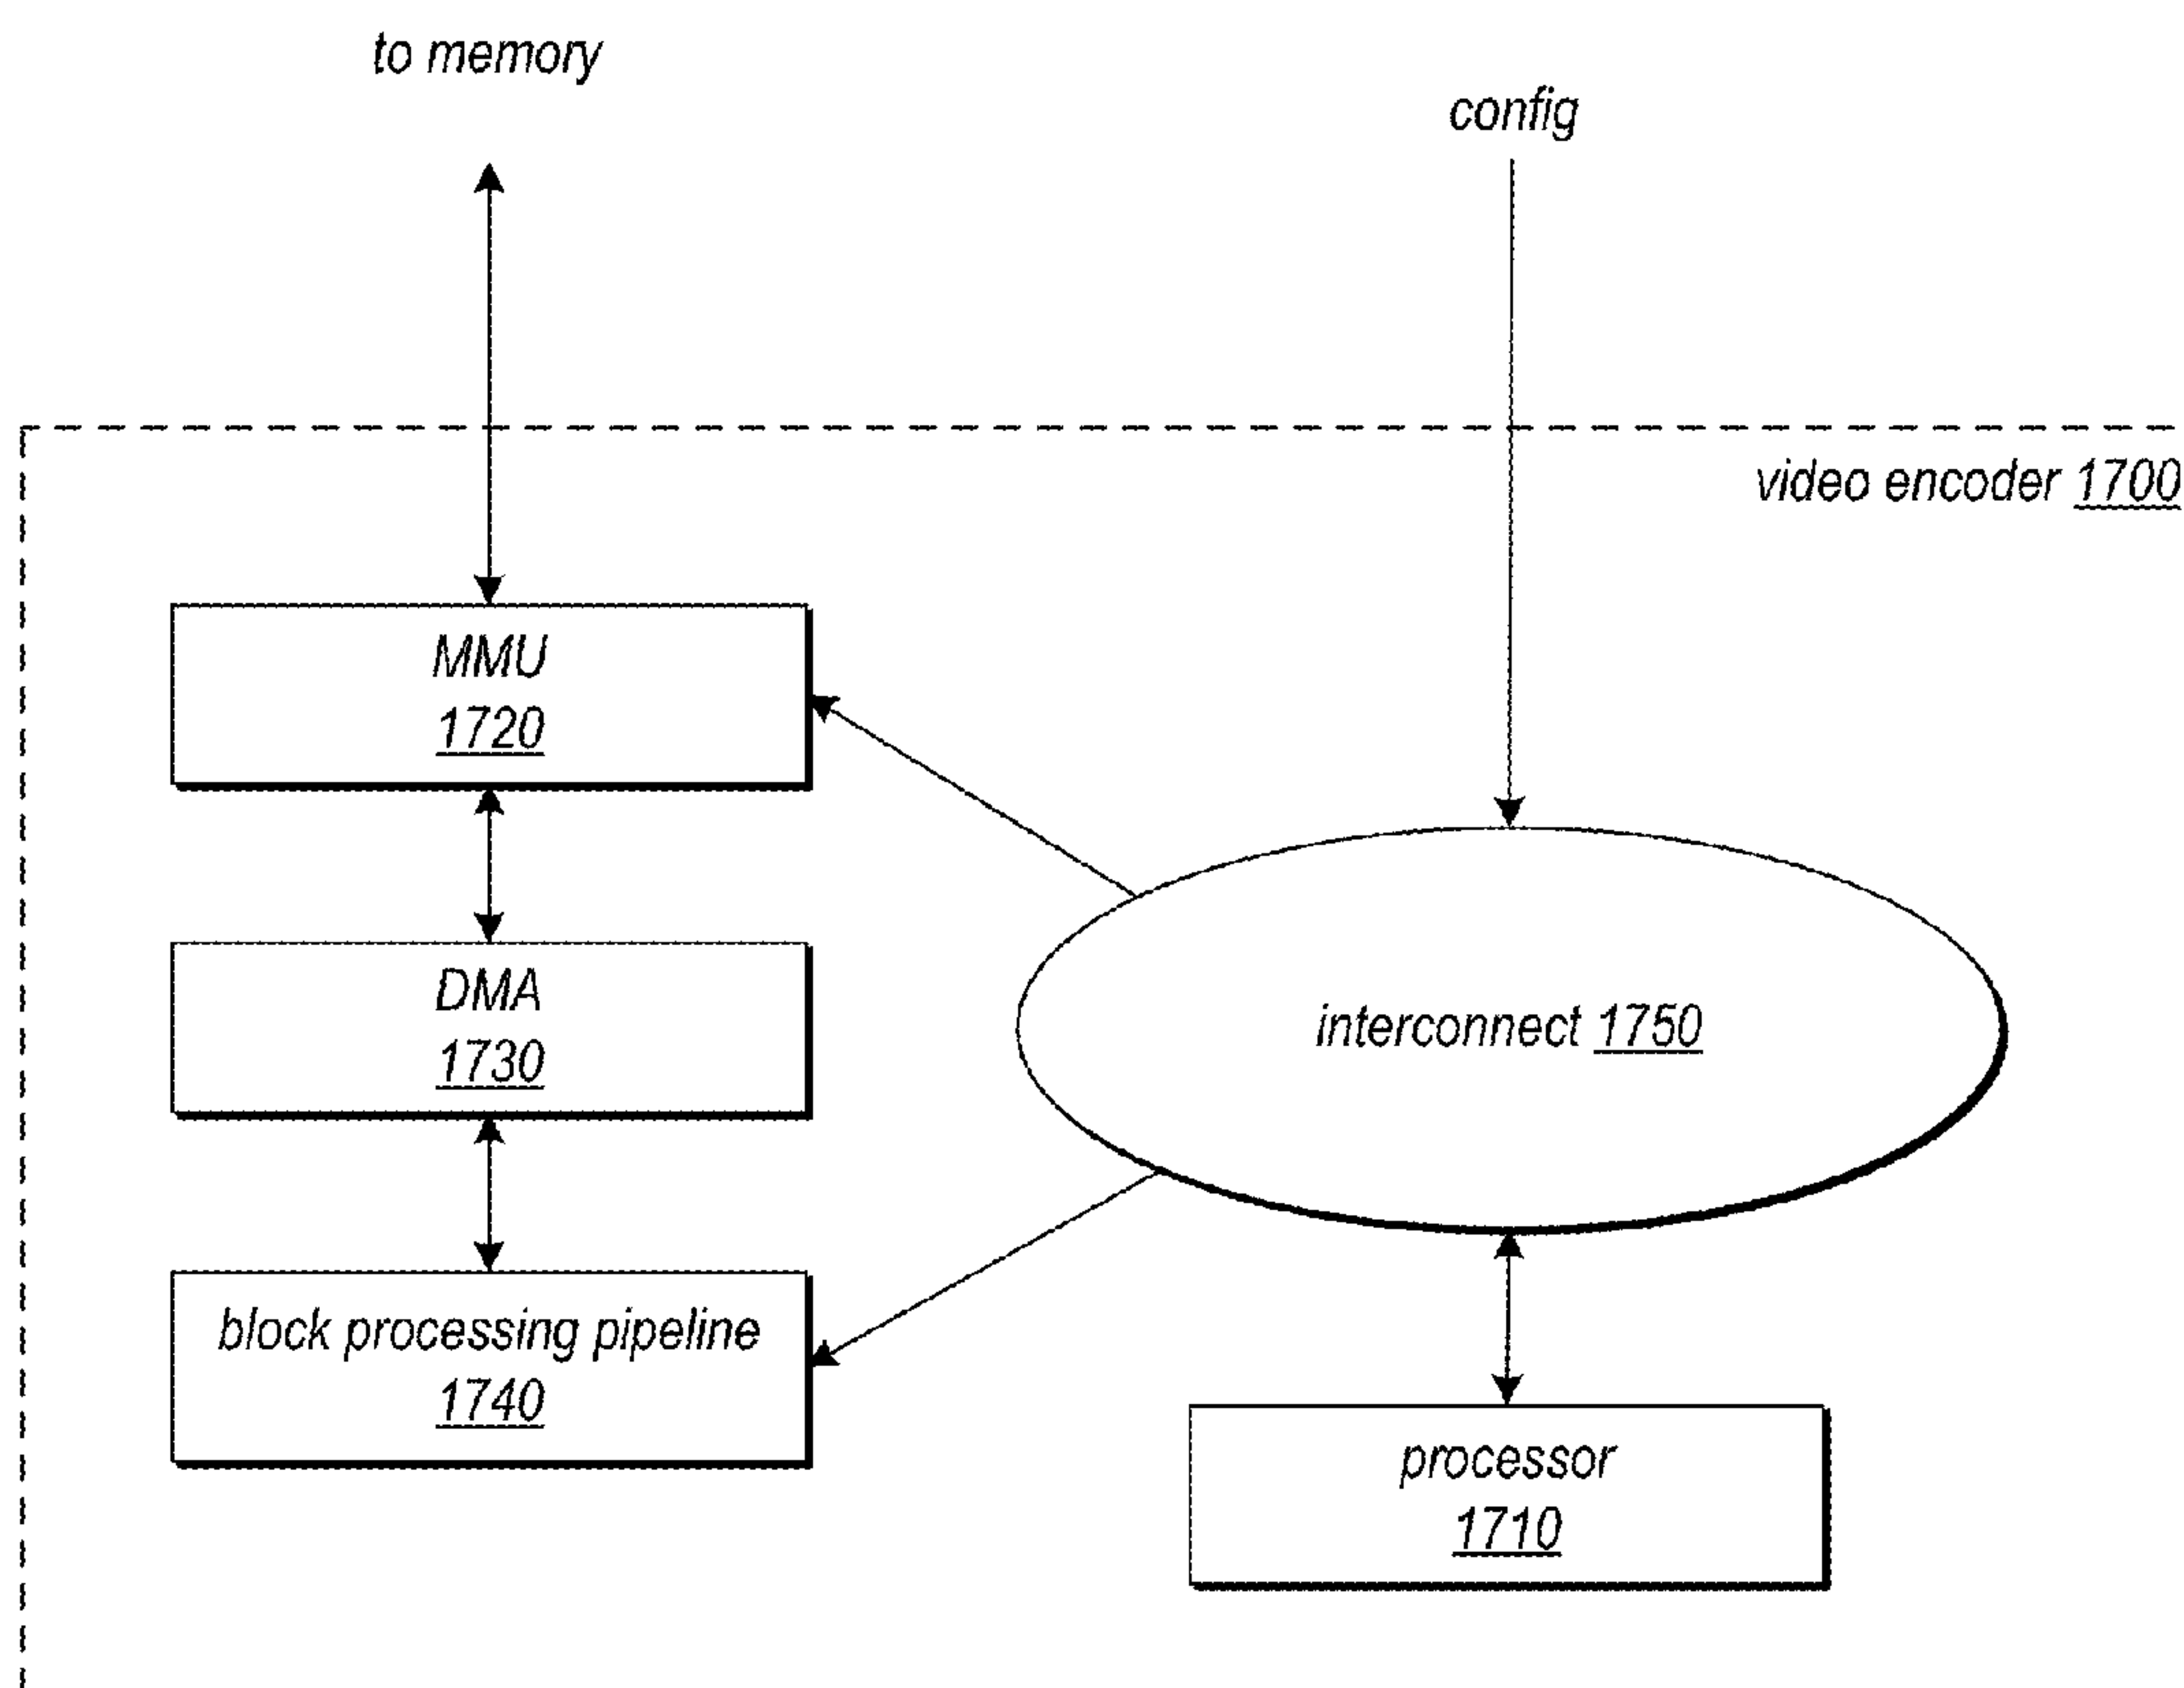 to memory
config
video encoder 1700
MMU
1720
DMA
1730
interconnect 1750
block processing pipeline
1740
processor
1710